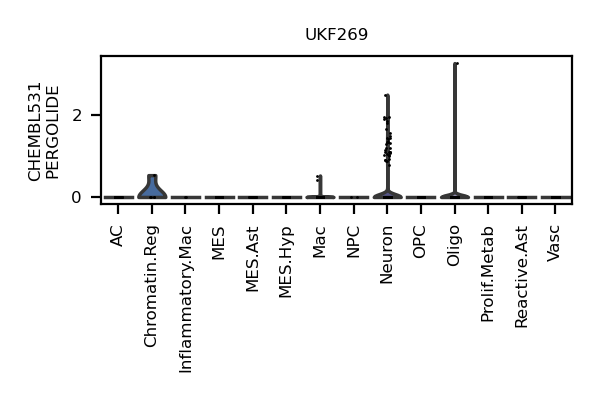 UKF269
CHEMBL531
PERGOLIDE
2
0
AC
Chromatin.Reg
Inflammatory.Mac
MES
MES.Ast
MES.Hyp
Mac
NPC
Neuron
OPC
Oligo
Prolif.Metab
Reactive.Ast
Vasc